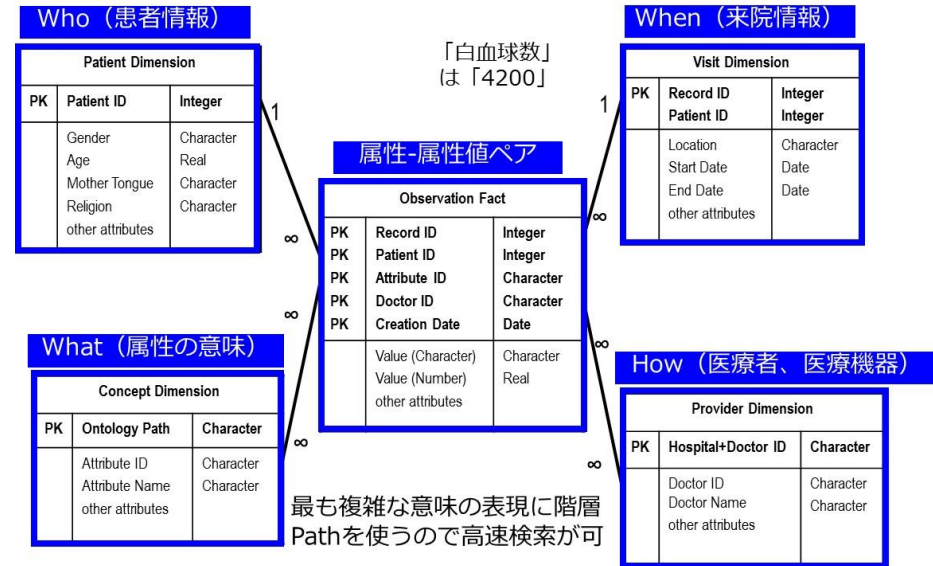 Who（患者情報）
Patient Dimension
PK Patient ID Integer
Gender Character
Age Real
Mother Tongue Character
Religion Character
other attributes
1
∞
「白血球数」
は「4200」
When（来院情報）
Visit Dimension
PK Record ID Integer
Patient ID Integer
Location Character
Start Date Date
End Date Date
other attributes
1
∞
属性-属性値ペア
Observation Fact
PK Record ID Integer
PK Patient ID Integer
PK Attribute ID Character
PK Doctor ID Character
PK Creation Date Date
Value (Character) Character
Value (Number) Real
other attributes
What（属性の意味）
Concept Dimension
PK Ontology Path Character
Attribute ID Character
Attribute Name Character
other attributes
∞
∞
How（医療者、医療機器）
Provider Dimension
PK Hospital+Doctor ID Character
Doctor ID Character
Doctor Name Character
other attributes
∞
∞
最も複雑な意味の表現に階層
Pathを使うので高速検索が可